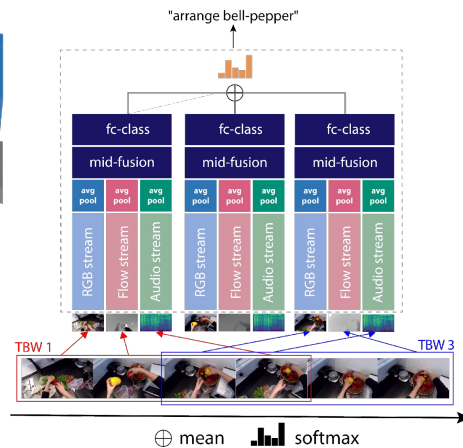 "arrange bell-pepper"
fc-class fc-class fc-class
mid-fusion mid-fusion mid-fusion
avg pool avg pool avg pool avg pool avg pool avg pool avg pool avg pool avg pool
RGB stream Flow stream Audio stream RGB stream Flow stream Audio stream RGB stream Flow stream Audio stream
TBW 1 TBW 3
mean softmax